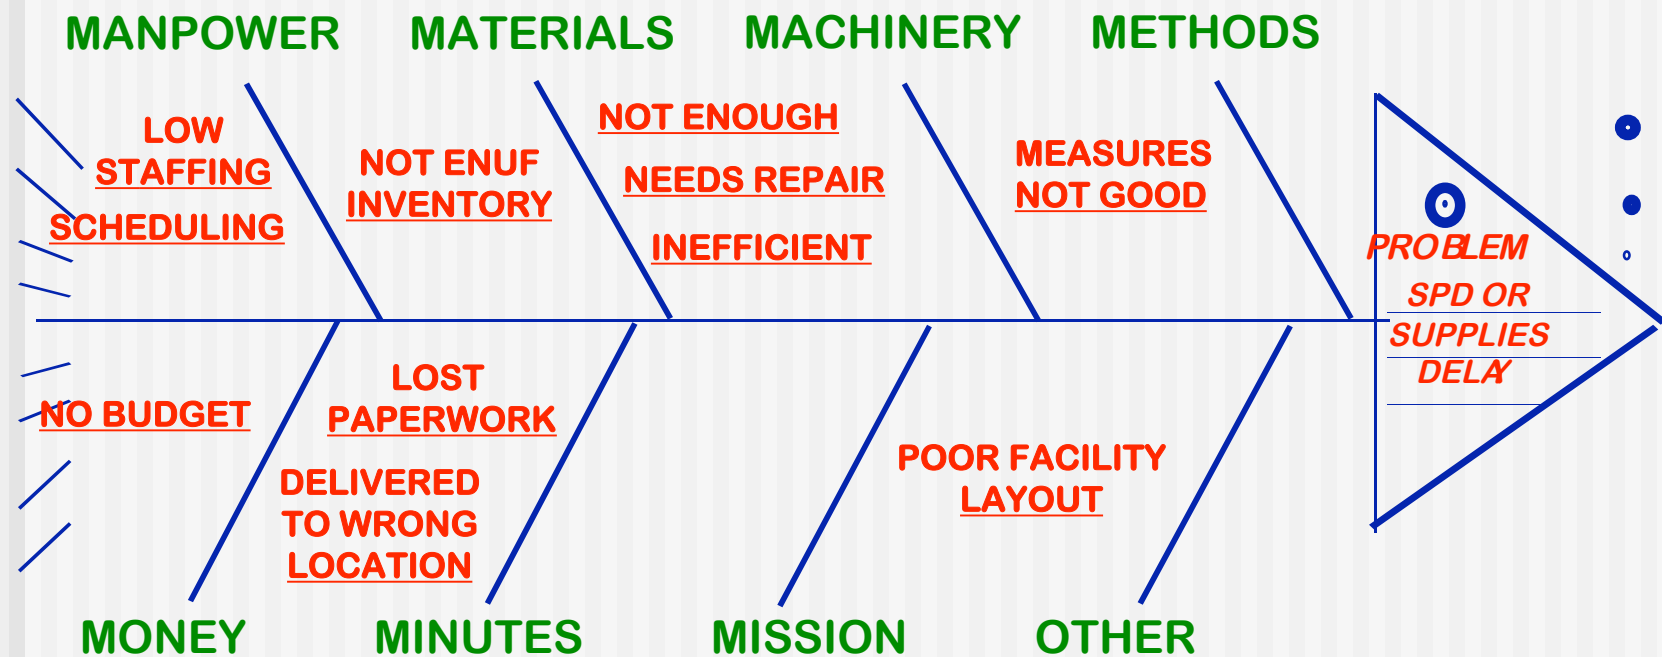 MANPOWER
MATERIALS
MACHINERY
METHODS
LOW
STAFFING
SCHEDULING
NOT ENUF
INVENTORY
NOT ENOUGH
NEEDS REPAIR
INEFFICIENT
MEASURES
NOT GOOD
PROBLEM
SPD OR
SUPPLIES
DELAY
NO BUDGET
LOST
PAPERWORK
DELIVERED
TO WRONG
LOCATION
POOR FACILITY
LAYOUT
MONEY
MINUTES
MISSION
OTHER